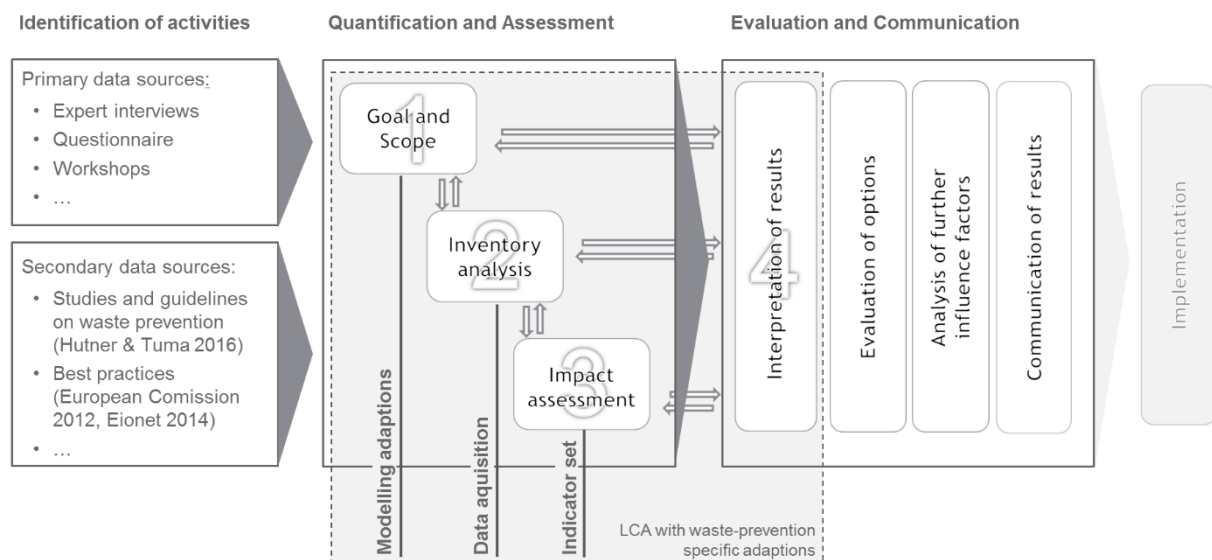 Identification of activities
Quantification and Assessment
Evaluation and Communication
Primary data sources:
• Expert interviews
• Questionnaire
• Workshops
• …
Secondary data sources:
• Studies and guidelines
on waste prevention
(Hutner & Tuma 2016)
• Best practices
(European Comission
2012, Eionet 2014)
• …
1
Goal and
Scope
2
Inventory
analysis
3
Impact
assessment
Modelling adaptions
Data aquisition
Indicator set
4
Interpretation of results
Evaluation of options
Analysis of further
influence factors
Communication of results
LCA with waste-prevention
specific adaptions
Implementation